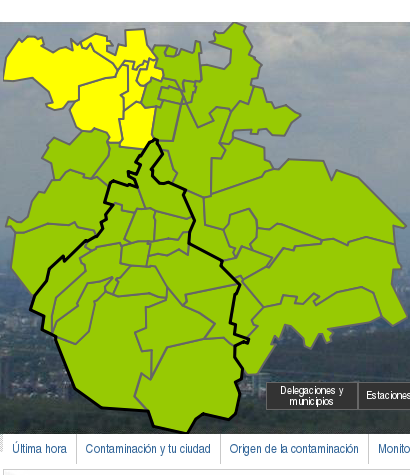 Delegaciones y
municipios
Estaciones
Última hora
Contaminación y tu ciudad
Origen de la contaminación
Monito